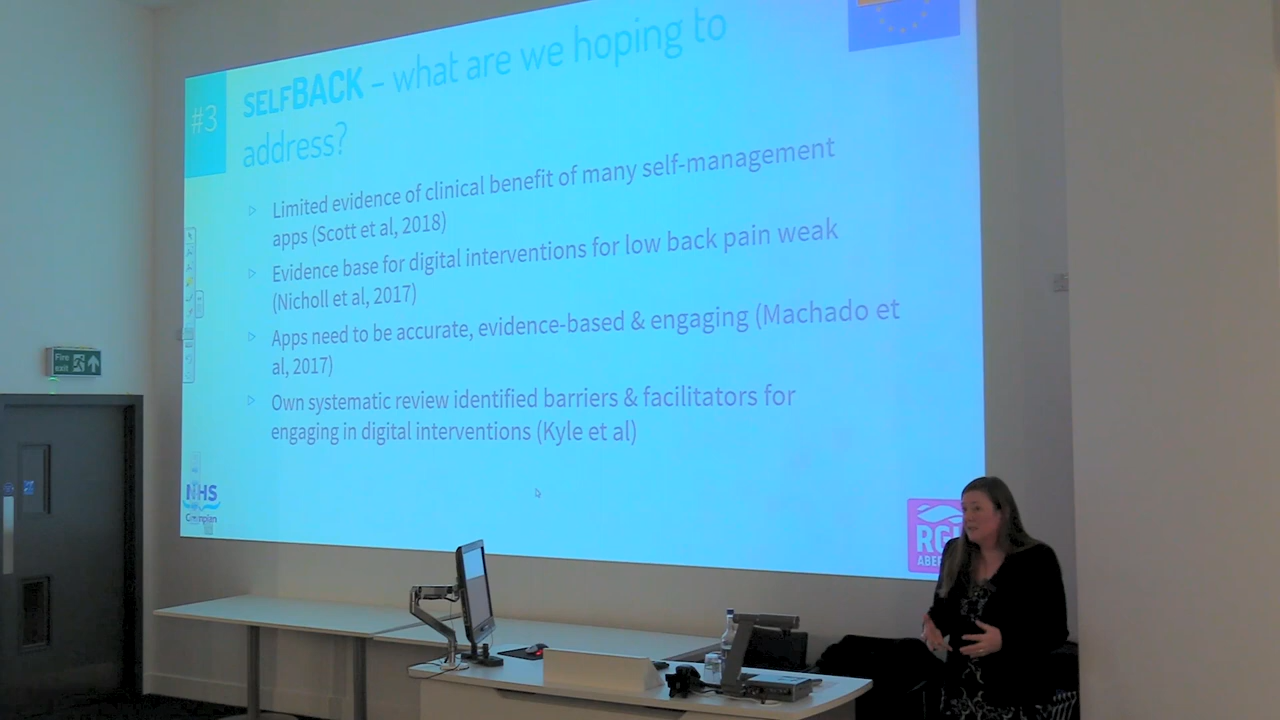 #3
SELFBACK – what are we hoping to
address?
▷ Limited evidence of clinical benefit of many self-management
apps (Scott et al, 2018)
▷ Evidence base for digital interventions for low back pain weak
(Nicholl et al, 2017)
▷ Apps need to be accurate, evidence-based & engaging (Machado et
al, 2017)
▷ Own systematic review identified barriers & facilitators for
engaging in digital interventions (Kyle et al)
Fire
exit
NHS